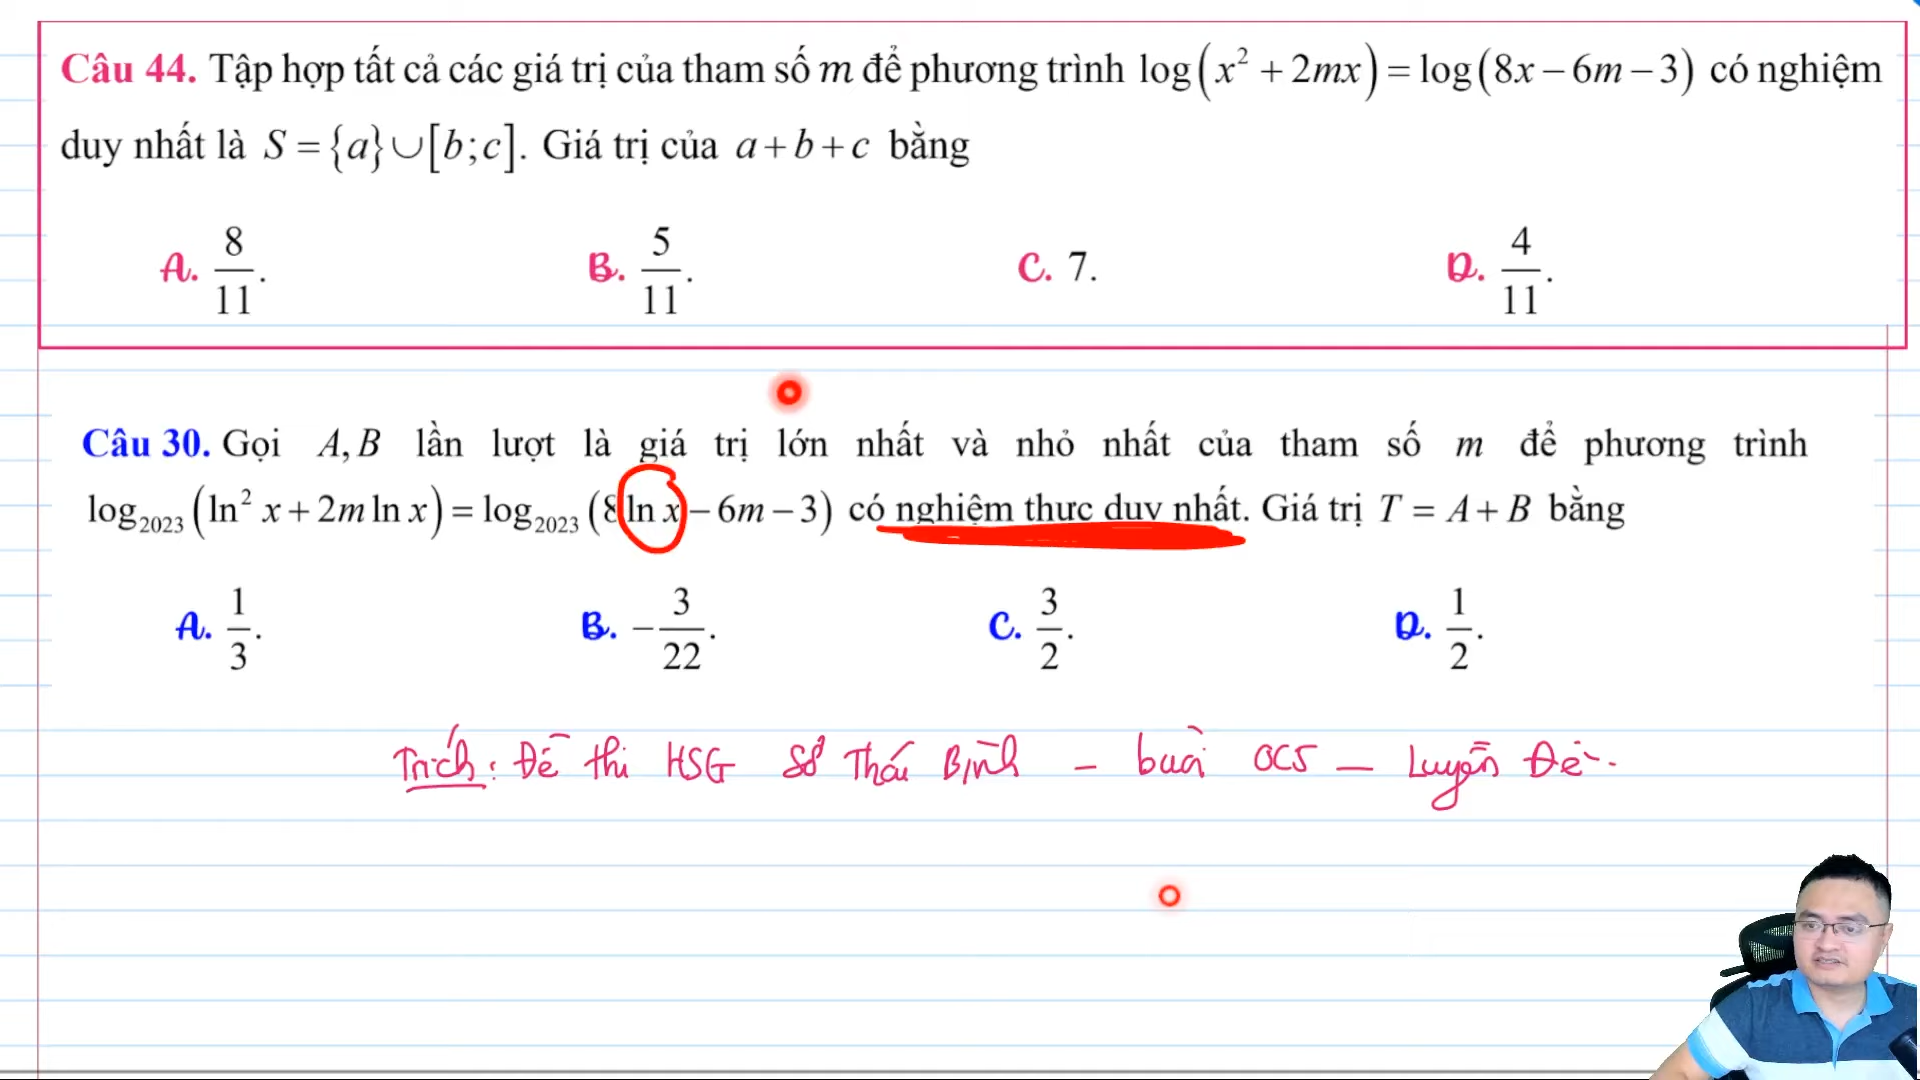 Câu 44. Tập hợp tất cả các giá trị của tham số m để phương trình log(x² + 2mx) = log(8x − 6m − 3) có nghiệm
duy nhất là S = {a} ∪ [b; c]. Giá trị của a + b + c bằng
A. 8/11. B. 5/11. C. 7. D. 4/11.
Câu 30. Gọi A, B lần lượt là giá trị lớn nhất và nhỏ nhất của tham số m để phương trình
log₂₀₂₃(ln² x + 2m ln x) = log₂₀₂₃(8 ln x − 6m − 3) có nghiệm thực duy nhất. Giá trị T = A + B bằng
A. 1/3. B. −3/22. C. 3/2. D. 1/2.
Trích: Đề thi HSG Sở Thái Bình – buổi OC5 – Luyện Đề.